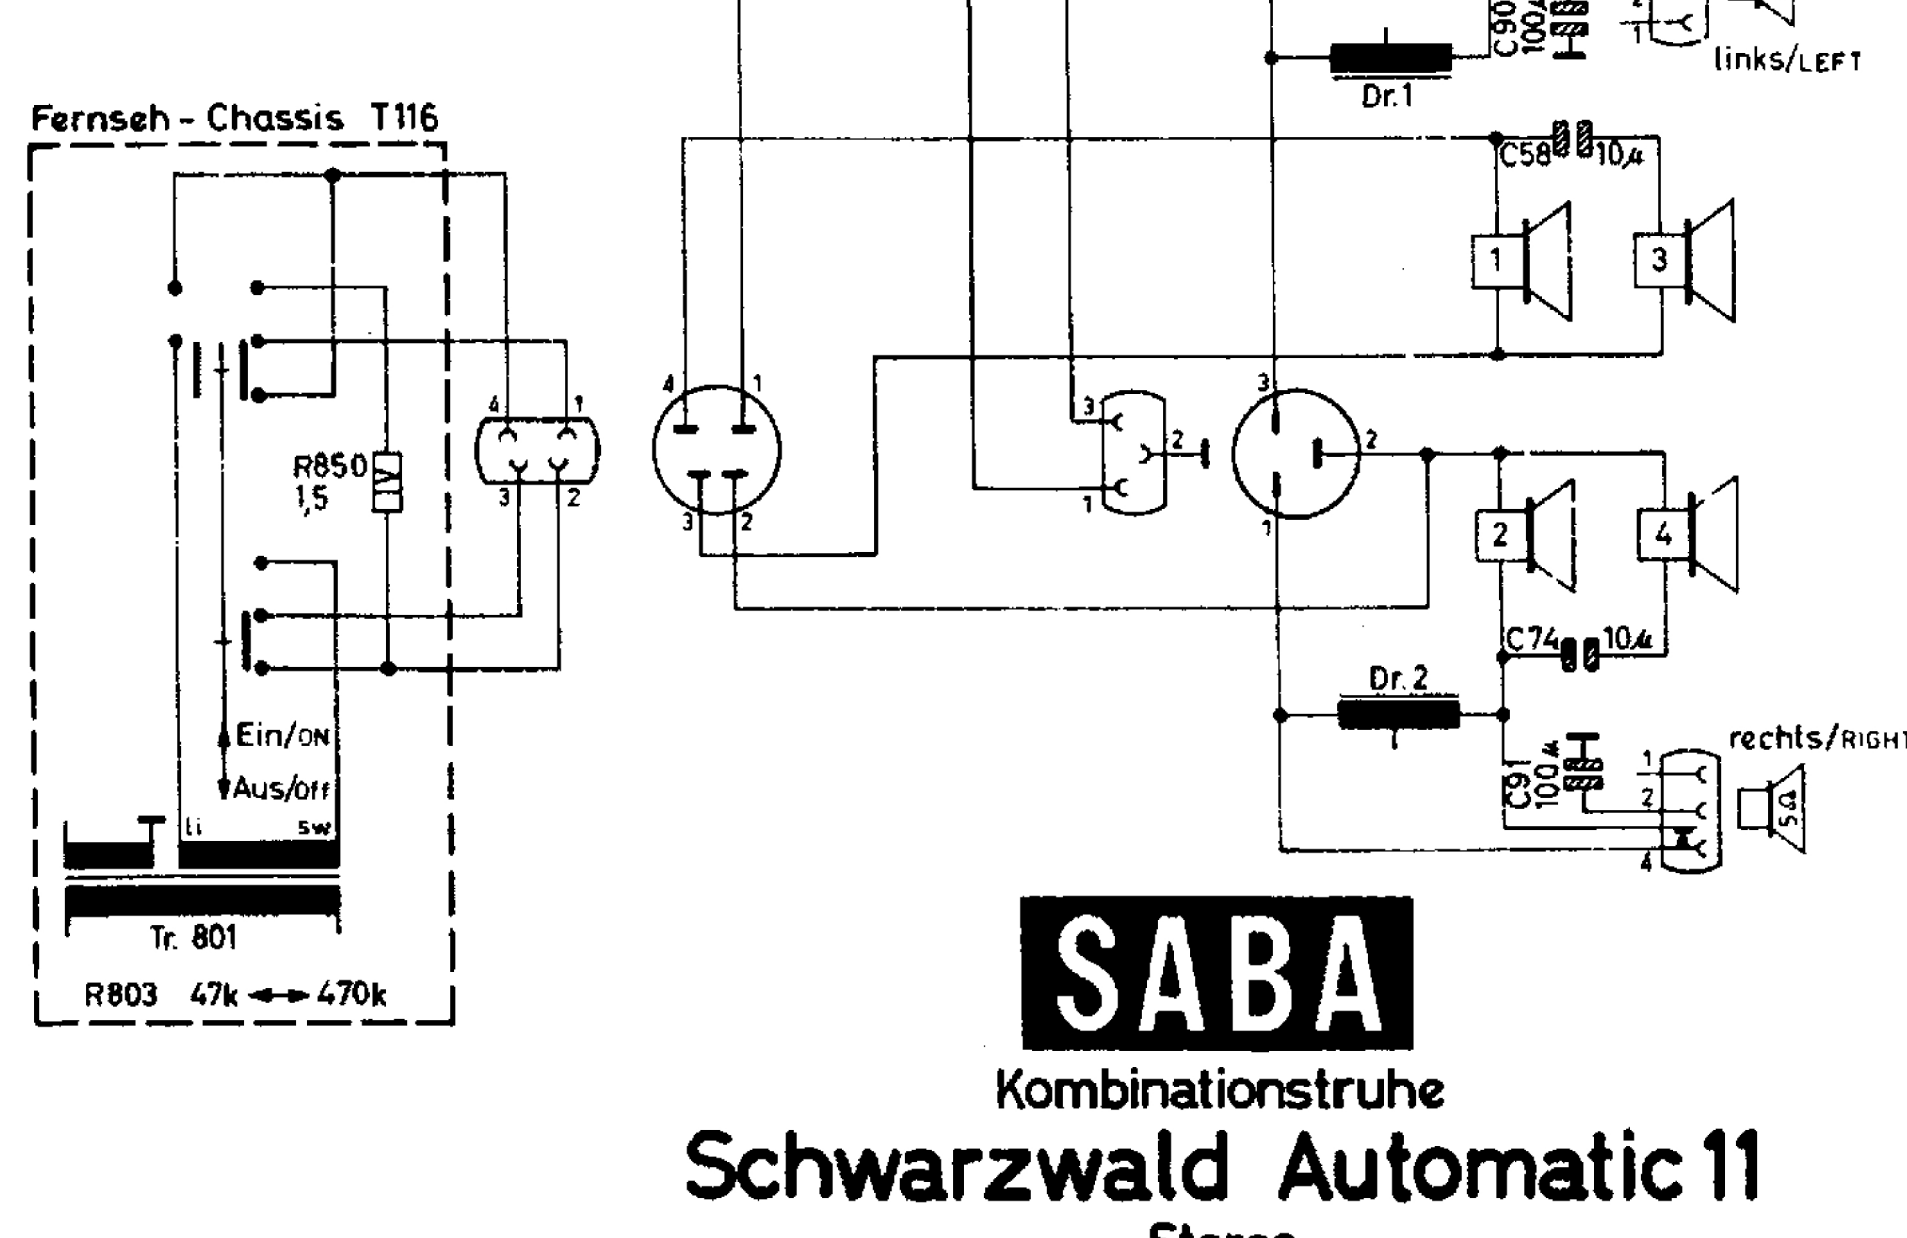 C90
100µ
2
1
links/LEFT
Dr.1
Fernseh - Chassis T116
C58 10µ
1
3
4 1
4 1
3
2
3
2
1
1
R850
1,5
3 2
3 2
2
4
C74 10µ
Dr.2
Ein/ON
Aus/Off
rechts/RIGHT
C91
100µ
1
2
4
5Ω
li sw
Tr. 801
R803 47k 470k
SABA
Kombinationstruhe
Schwarzwald Automatic 11